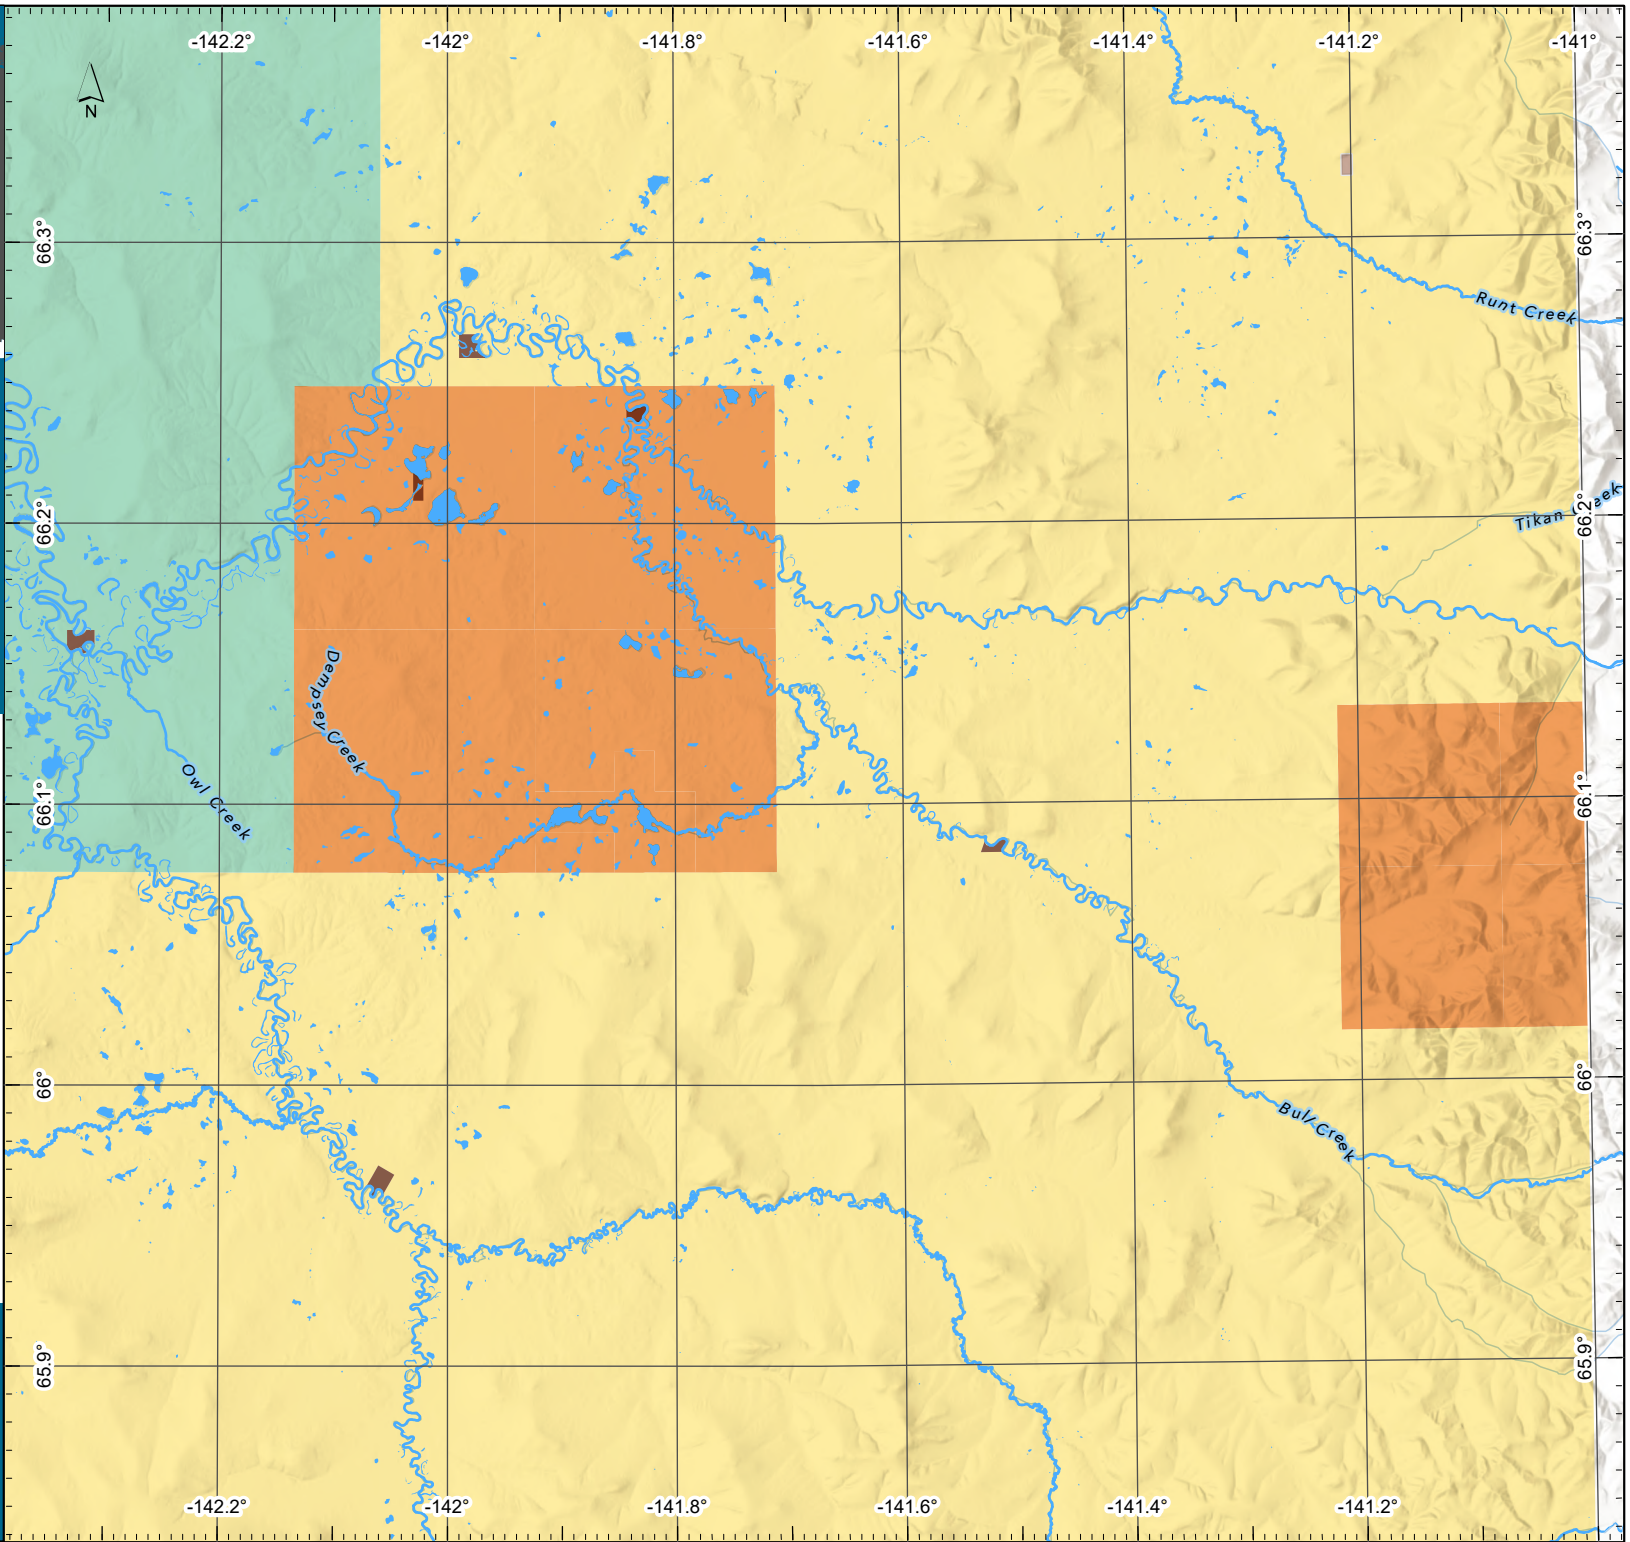 -142.2° -142° -141.8° -141.6° -141.4° -141.2° -141°
N
66.3° 66.3°
Runt Creek
66.2° 66.2°
Tikan Creek
Dempsey Creek
Owl Creek
66.1° 66.1°
66° 66°
Bull Creek
65.9° 65.9°
-142.2° -142° -141.8° -141.6° -141.4° -141.2°